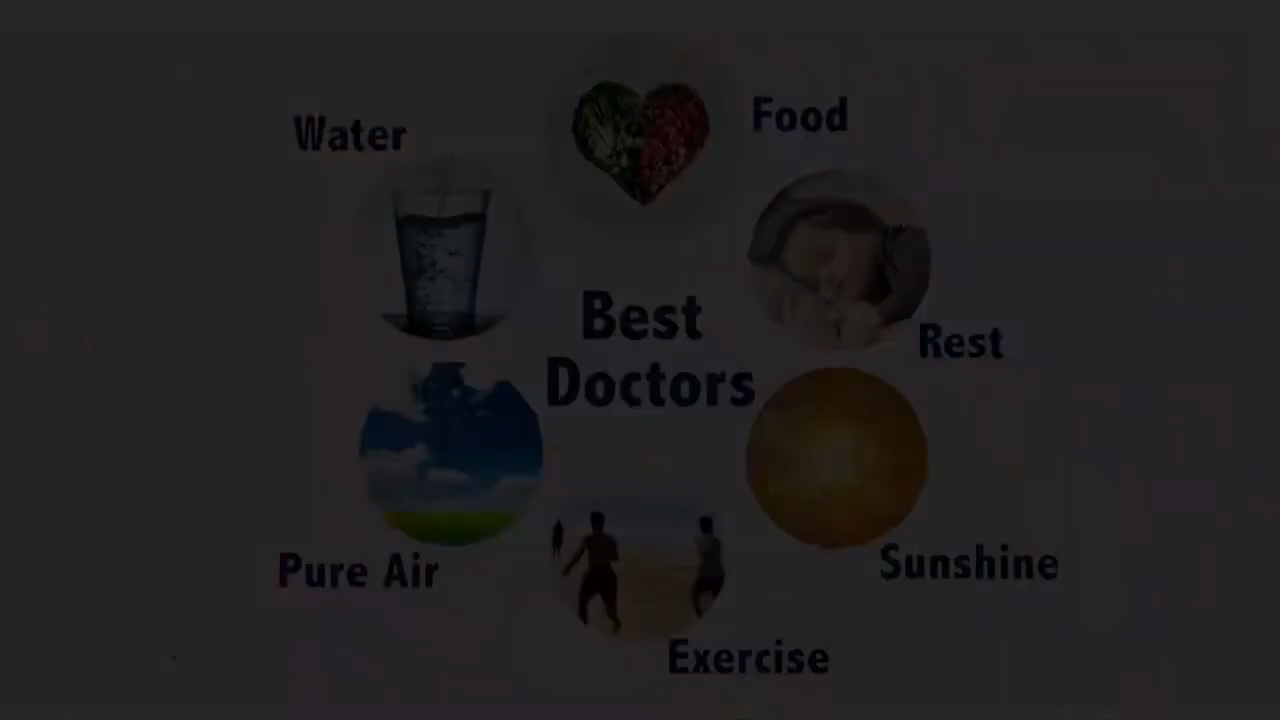 Water
Food
Best
Doctors
Rest
Pure Air
Sunshine
Exercise